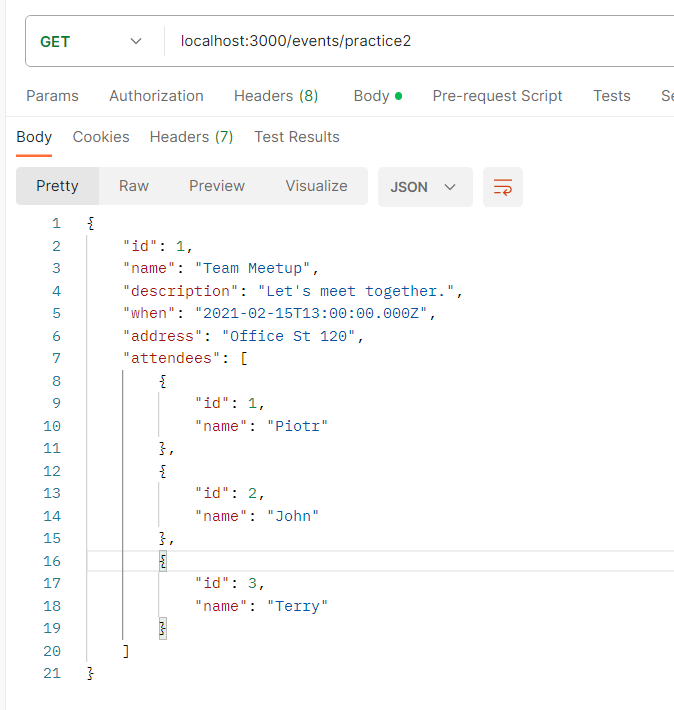 GET localhost:3000/events/practice2
Params Authorization Headers (8) Body Pre-request Script Tests Se
Body Cookies Headers (7) Test Results
Pretty Raw Preview Visualize JSON
1 {
2 "id": 1,
3 "name": "Team Meetup",
4 "description": "Let's meet together.",
5 "when": "2021-02-15T13:00:00.000Z",
6 "address": "Office St 120",
7 "attendees": [
8 {
9 "id": 1,
10 "name": "Piotr"
11 },
12 {
13 "id": 2,
14 "name": "John"
15 },
16 {
17 "id": 3,
18 "name": "Terry"
19 }
20 ]
21 }